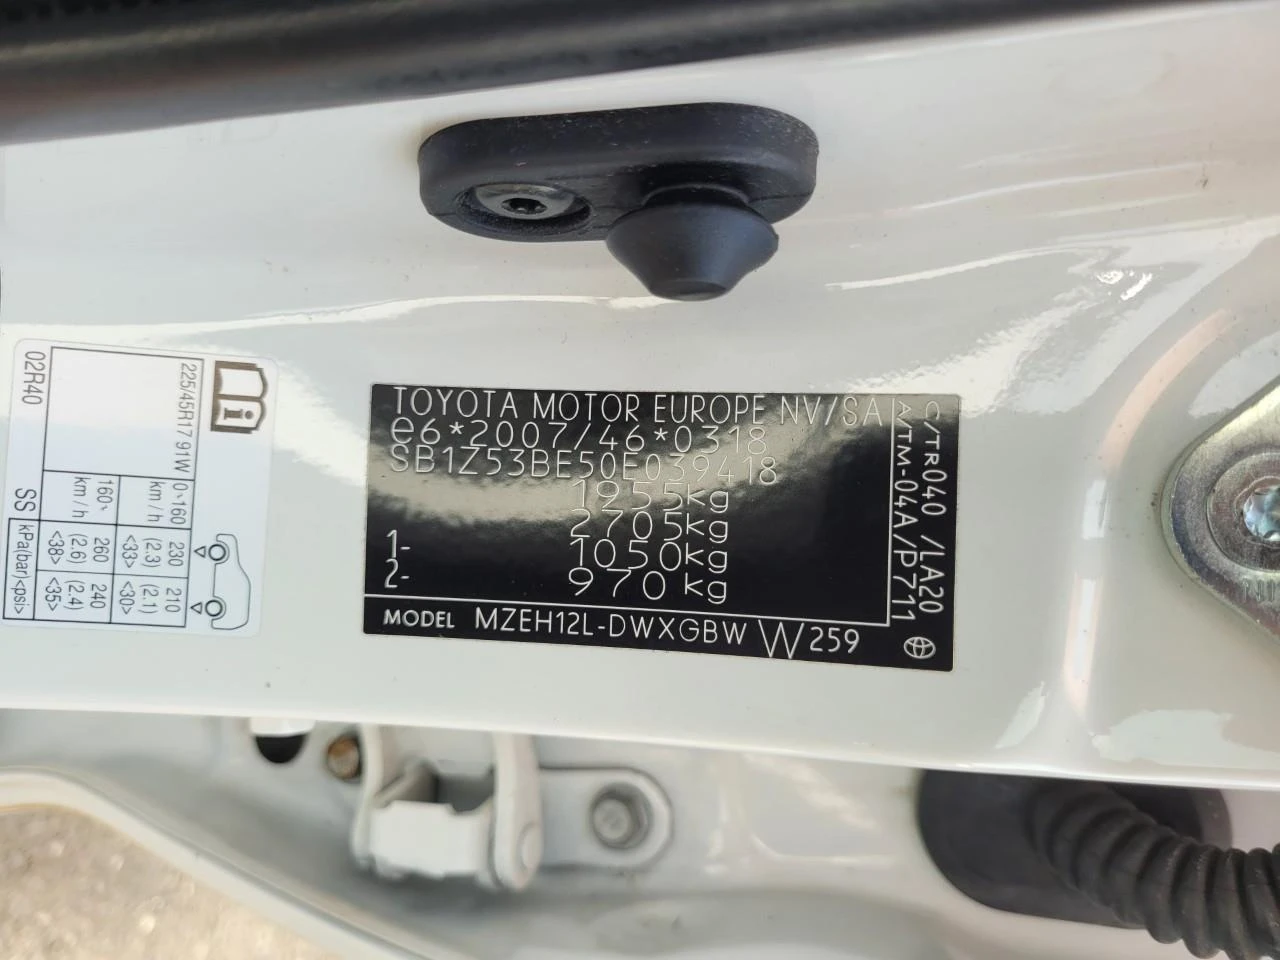 TOYOTA MOTOR EUROPE NV/SA
e6*2007/46*0318
SB1Z53BE50E039418
1955kg
2705kg
1- 1050kg
2- 970kg
MODEL MZEH12L-DWXGBW W259
C/TR040 /LA20
A/TM-04A/P711
i
225/45R17 91W
0~160 km/h 230 (2.3) <33> 210 (2.1) <30>
160~ km/h 260 (2.6) <38> 240 (2.4) <35>
SS kPa(bar)<psi>
02R40